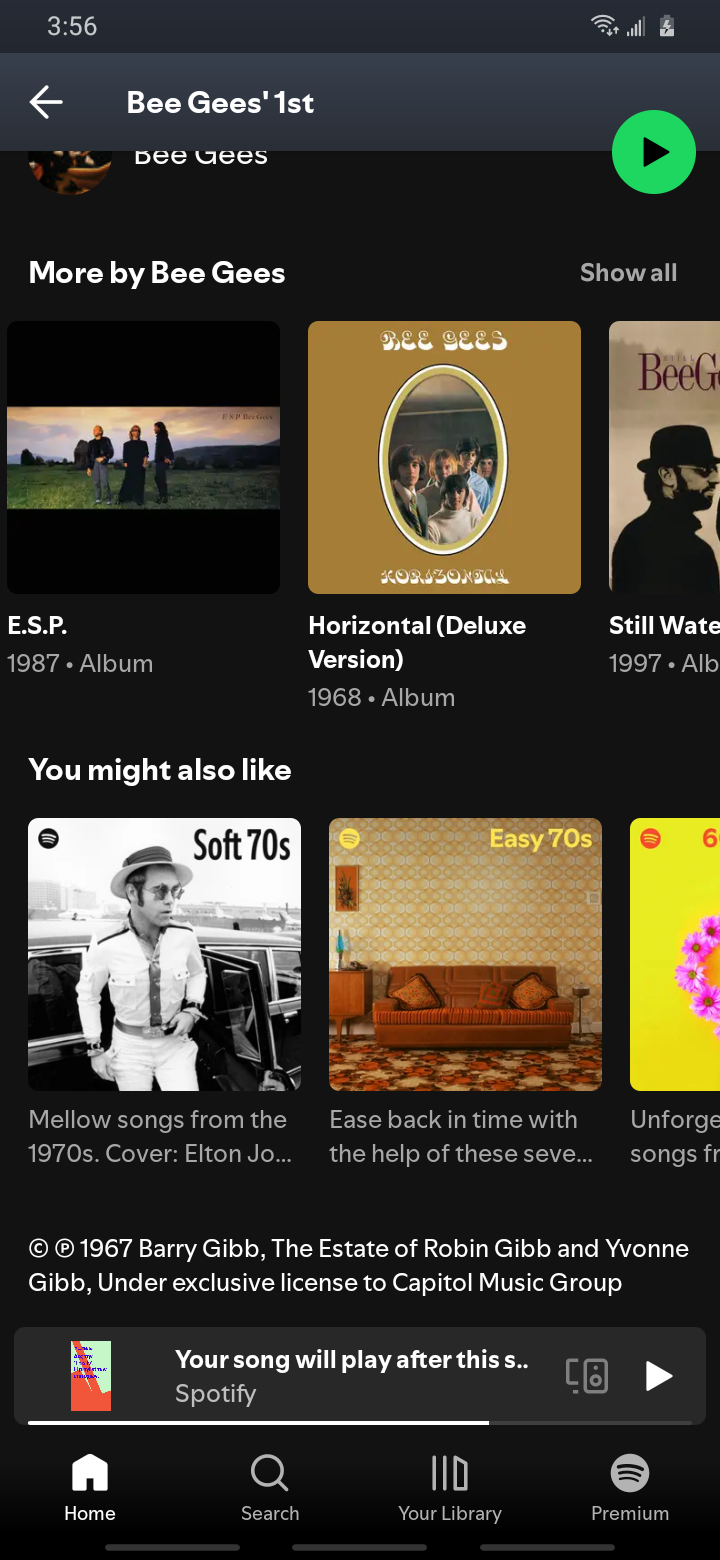 3:56
Bee Gees' 1st
Bee Gees
More by Bee Gees
Show all
E S P Bee Gees
BEE GEES
HORIZONTAL
BeeG
E.S.P.
1987 • Album
Horizontal (Deluxe
Version)
1968 • Album
Still Wate
1997 • Alb
You might also like
Soft 70s
Easy 70s
6
Mellow songs from the
1970s. Cover: Elton Jo...
Ease back in time with
the help of these seve...
Unforge
songs fr
© ℗ 1967 Barry Gibb, The Estate of Robin Gibb and Yvonne
Gibb, Under exclusive license to Capitol Music Group
Your song will play after this s..
Spotify
Home
Search
Your Library
Premium